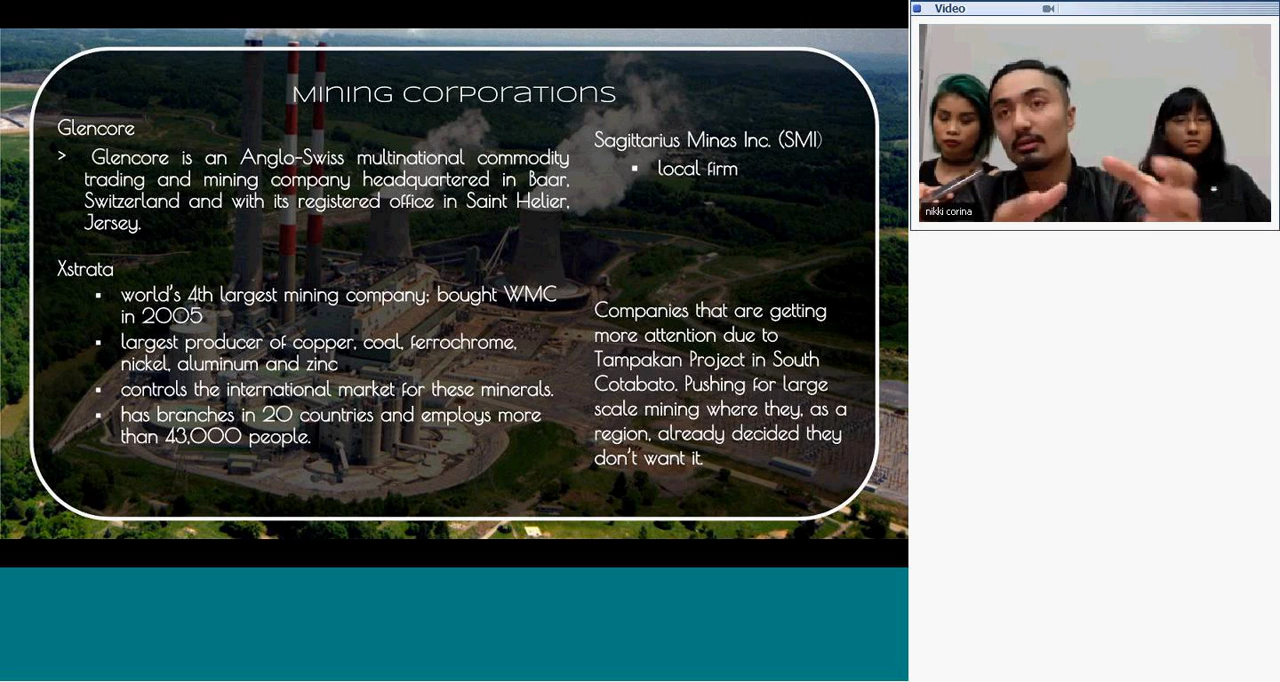 Mining Corporations
Glencore
> Glencore is an Anglo-Swiss multinational commodity
trading and mining company headquartered in Baar,
Switzerland and with its registered office in Saint Helier,
Jersey.
Xstrata
▪ world's 4th largest mining company; bought WMC
in 2005
▪ largest producer of copper, coal, ferrochrome,
nickel, aluminum and zinc
▪ controls the international market for these minerals.
▪ has branches in 20 countries and employs more
than 43,000 people.
Sagittarius Mines Inc. (SMI)
▪ local firm
Companies that are getting
more attention due to
Tampakan Project in South
Cotabato. Pushing for large
scale mining where they, as a
region, already decided they
don't want it.
Video
nikki corina